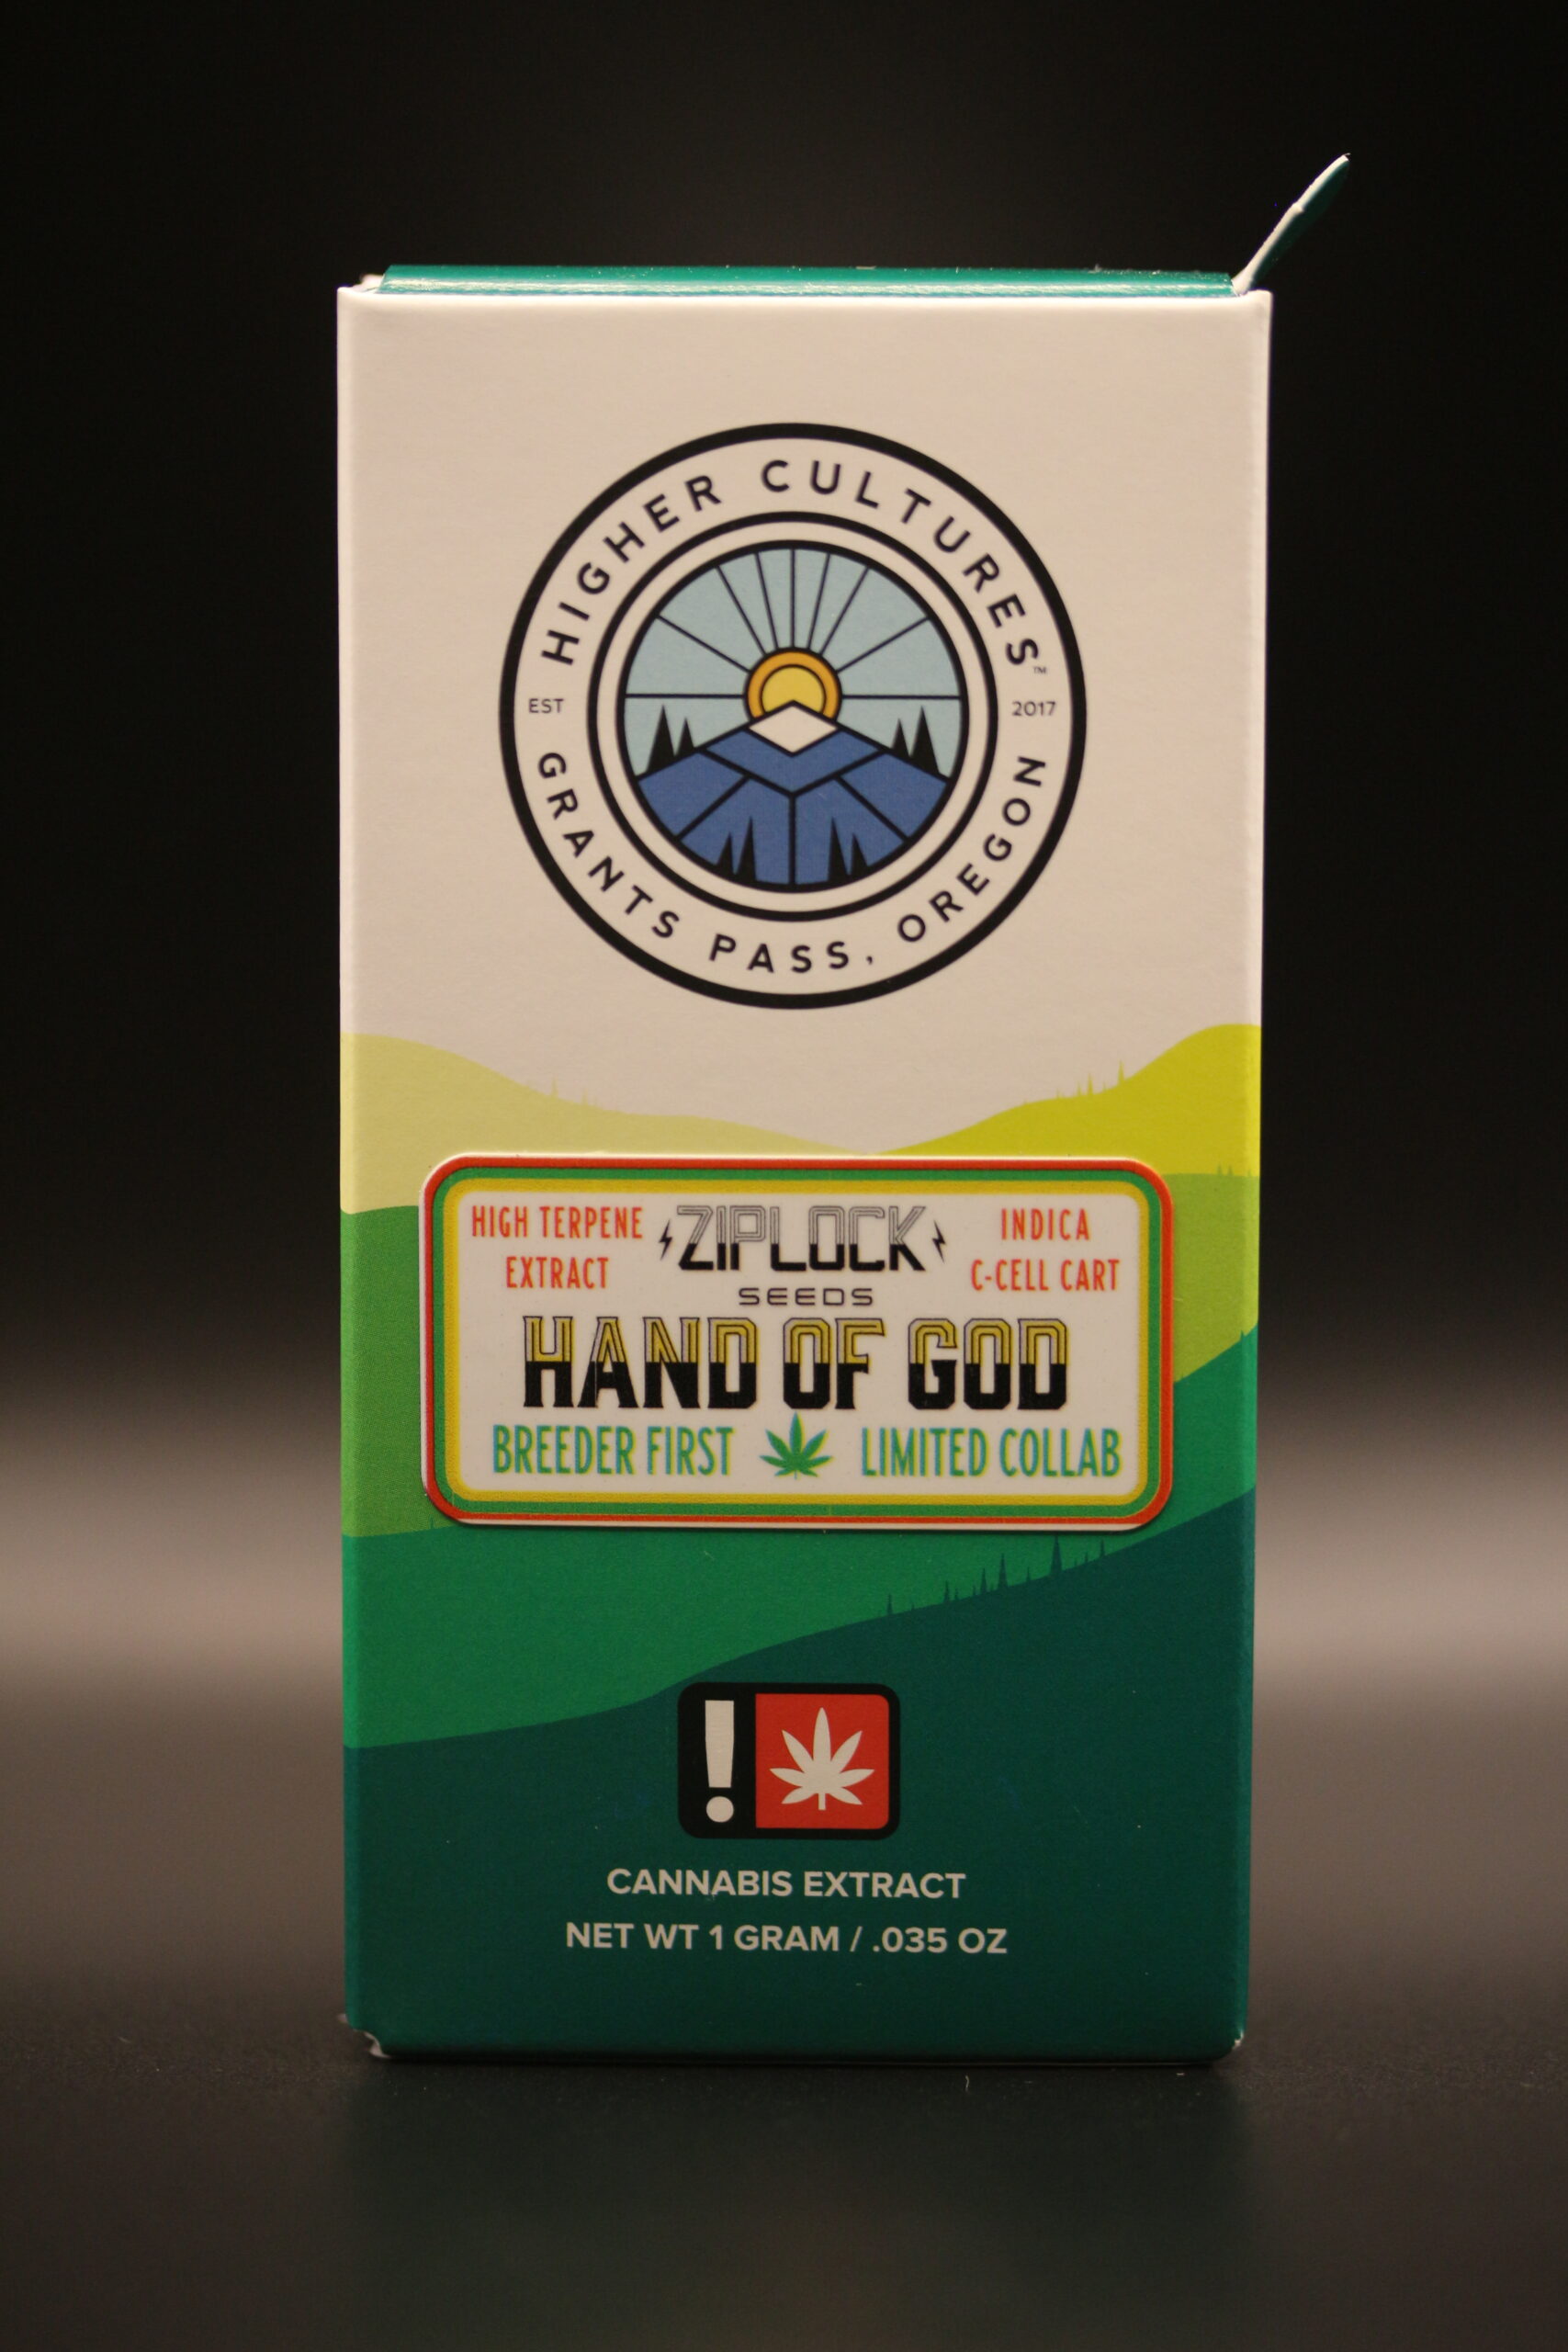 HIGHER CULTURES™
EST 2017
GRANTS PASS, OREGON
HIGH TERPENE
EXTRACT
ZIPLOCK
SEEDS
INDICA
C-CELL CART
HAND OF GOD
BREEDER FIRST LIMITED COLLAB
!
CANNABIS EXTRACT
NET WT 1 GRAM / .035 OZ